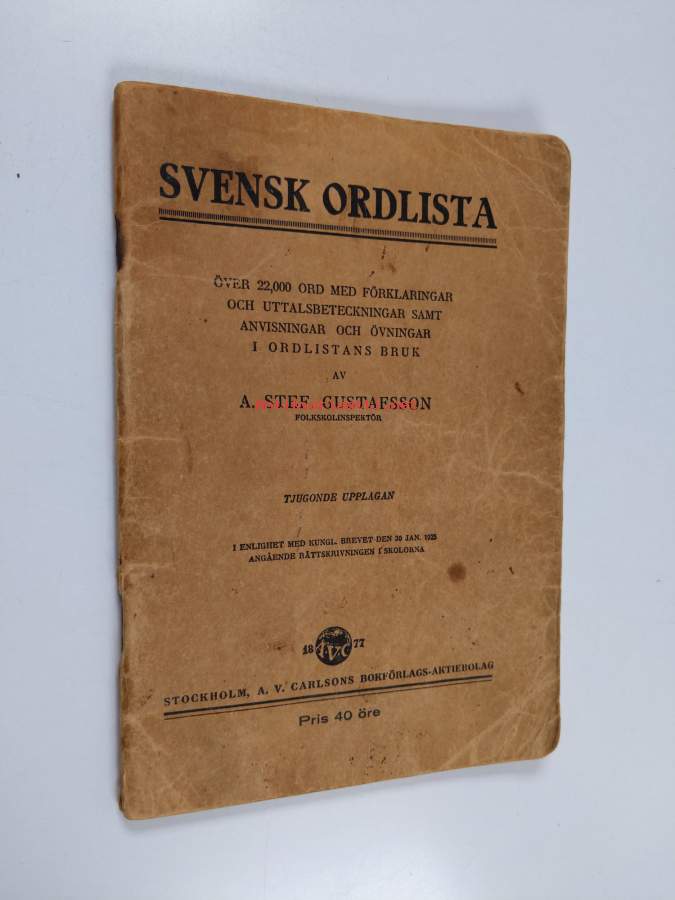 SVENSK ORDLISTA
ÖVER 22,000 ORD MED FÖRKLARINGAR
OCH UTTALSBETECKNINGAR SAMT
ANVISNINGAR OCH ÖVNINGAR
I ORDLISTANS BRUK
AV
A. STEF. GUSTAFSSON
FOLKSKOLINSPEKTÖR
TJUGONDE UPPLAGAN
I ENLIGHET MED KUNGL. BREVET DEN 30 JAN. 1925
ANGÅENDE RÄTTSKRIVNINGEN I SKOLORNA
18 A.V.C 77
STOCKHOLM, A. V. CARLSONS BOKFÖRLAGS-AKTIEBOLAG
Pris 40 öre